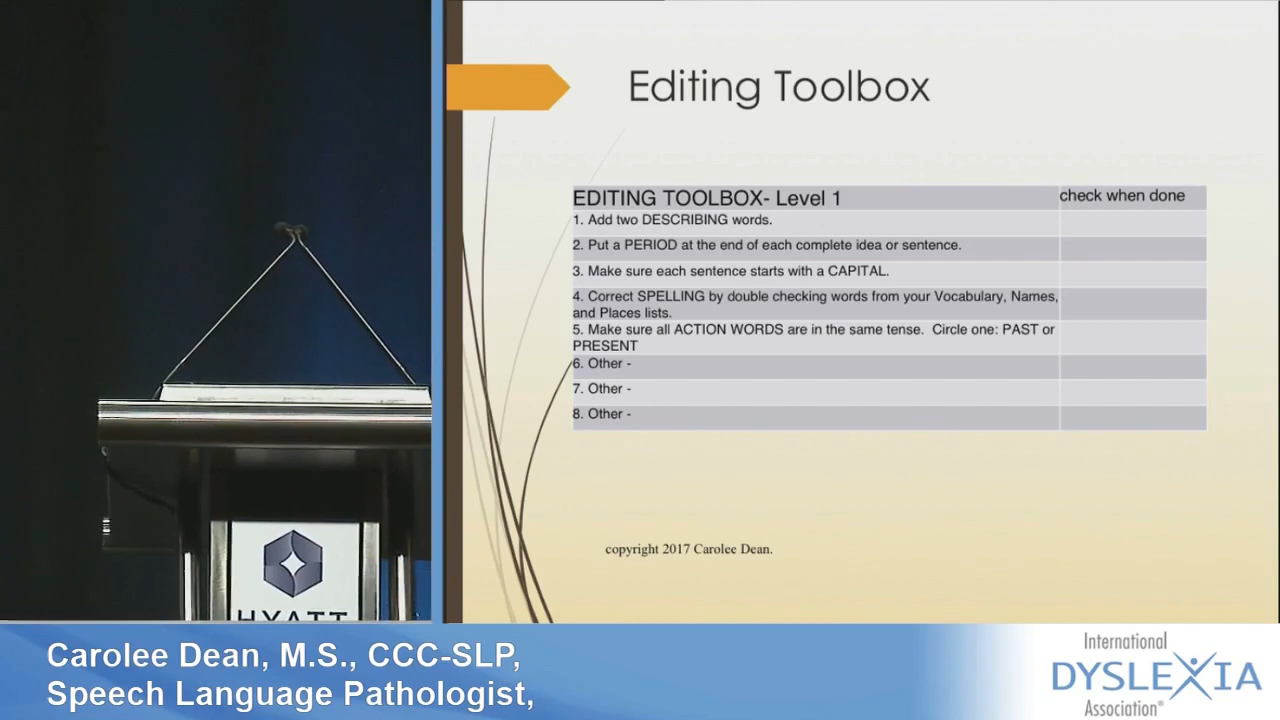 Editing Toolbox
EDITING TOOLBOX- Level 1
check when done
1. Add two DESCRIBING words.
2. Put a PERIOD at the end of each complete idea or sentence.
3. Make sure each sentence starts with a CAPITAL.
4. Correct SPELLING by double checking words from your Vocabulary, Names,
and Places lists.
5. Make sure all ACTION WORDS are in the same tense.  Circle one: PAST or
PRESENT
6. Other -
7. Other -
8. Other -
copyright 2017 Carolee Dean.
HYATT
Carolee Dean, M.S., CCC-SLP,
Speech Language Pathologist,
International
DYSLEXIA
Association®